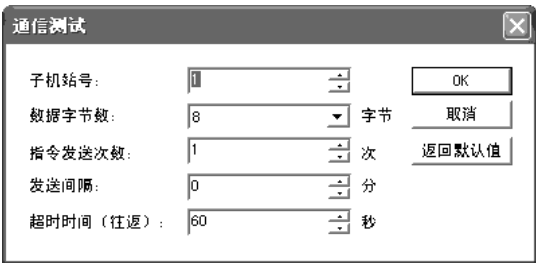 通信测试
子机站号： 1 OK
数据字节数： 8 字节 取消
指令发送次数： 1 次 返回默认值
发送间隔： 0 分
超时时间（往返）： 60 秒